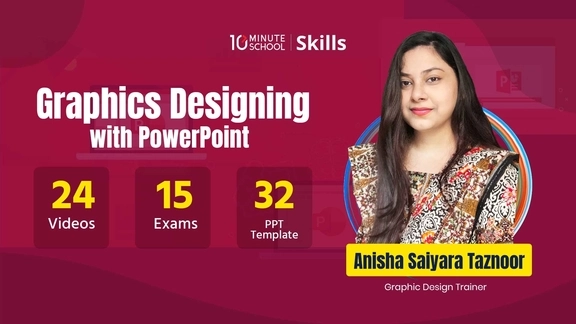 10 MINUTE SCHOOL | Skills
Graphics Designing
with PowerPoint
24
Videos
15
Exams
32
PPT
Template
Anisha Saiyara Taznoor
Graphic Design Trainer